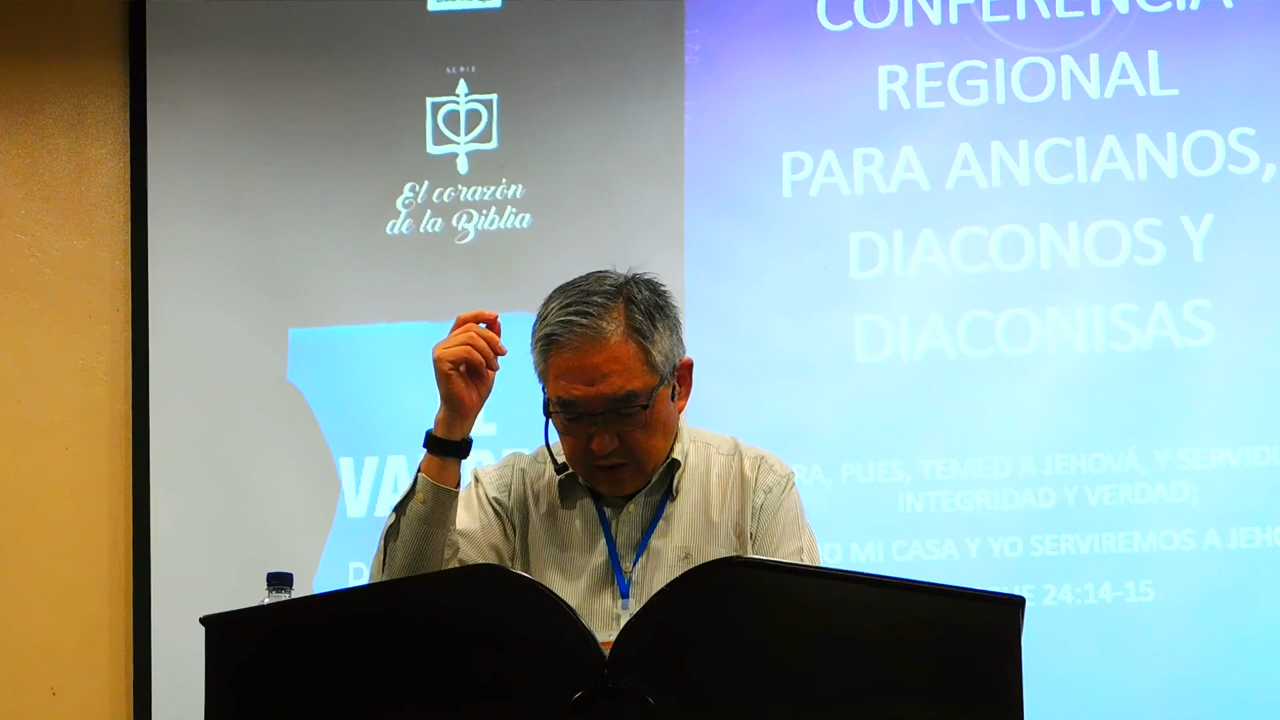 SERIE
El corazón
de la Biblia
CONFERENCIA
REGIONAL
PARA ANCIANOS,
DIACONOS Y
DIACONISAS
PUES, TEMED A JEHOVÁ, Y
INTEGRIDAD Y VERDAD;
MI CASA Y YO SERVIREMOS A
24:14-15